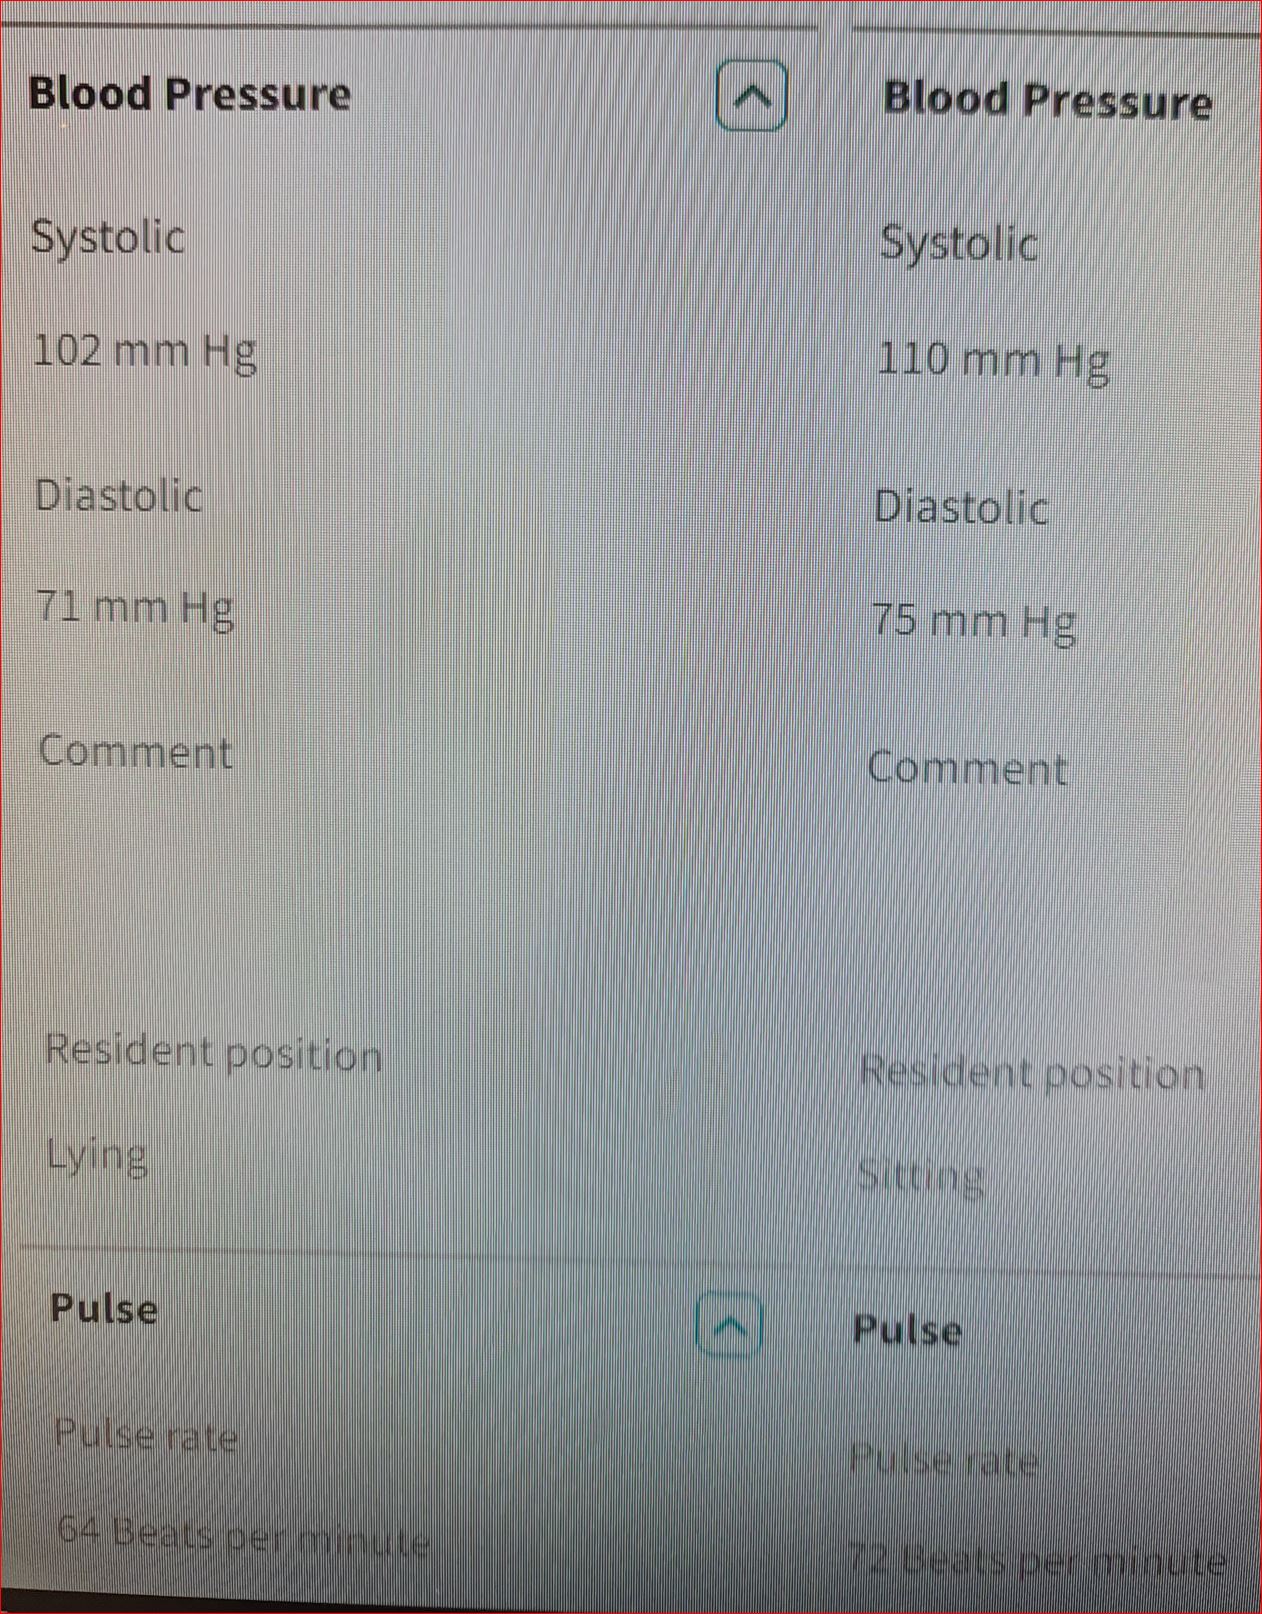 Blood Pressure
Systolic
102 mm Hg
Diastolic
71 mm Hg
Comment
Resident position
Lying
Pulse
Pulse rate
64 Beats per minute
Blood Pressure
Systolic
110 mm Hg
Diastolic
75 mm Hg
Comment
Resident position
Sitting
Pulse
Pulse rate
72 Beats per minute